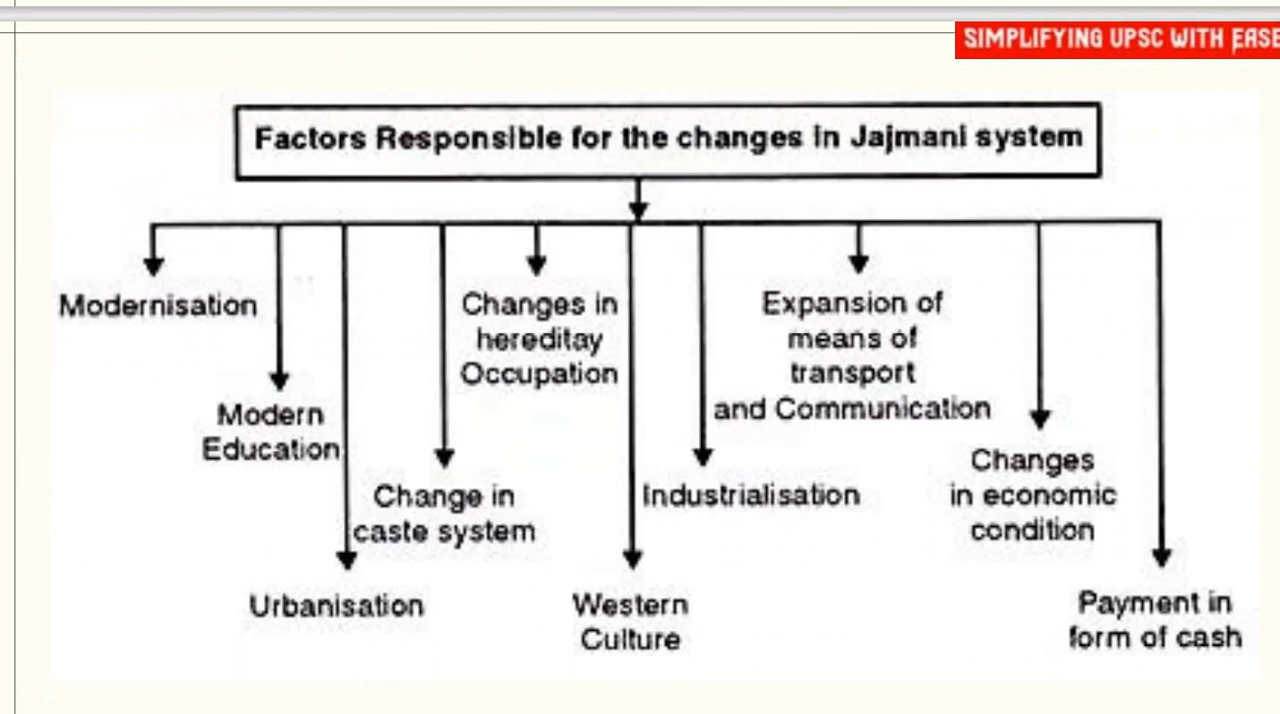 SIMPLIFYING UPSC WITH EASE
Factors Responsible for the changes in Jajmani system
Modernisation
Modern
Education
Urbanisation
Change in
caste system
Changes in
hereditay
Occupation
Western
Culture
Industrialisation
Expansion of
means of
transport
and Communication
Changes
in economic
condition
Payment in
form of cash